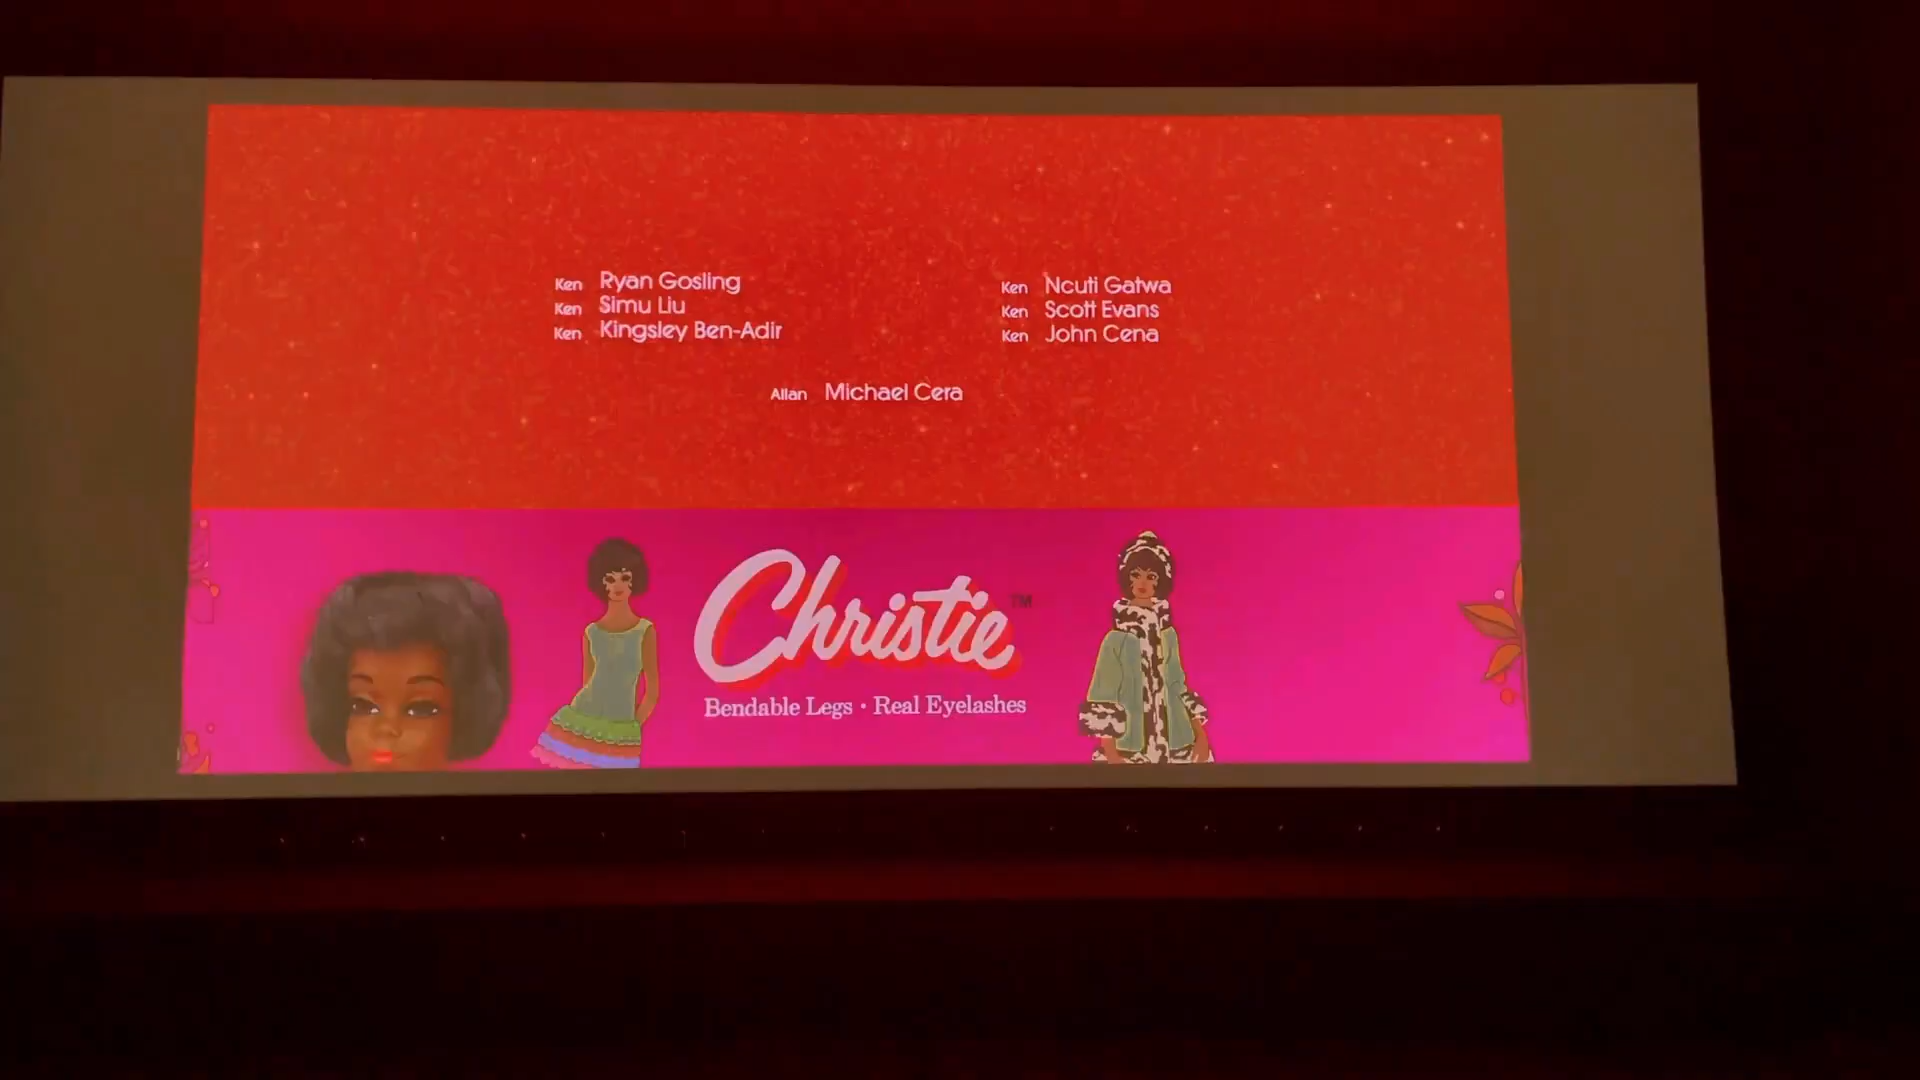 Ken Ryan Gosling
Ken Simu Liu
Ken Kingsley Ben-Adir
Ken Ncuti Gatwa
Ken Scott Evans
Ken John Cena
Allan Michael Cera
Christie™
Bendable Legs • Real Eyelashes